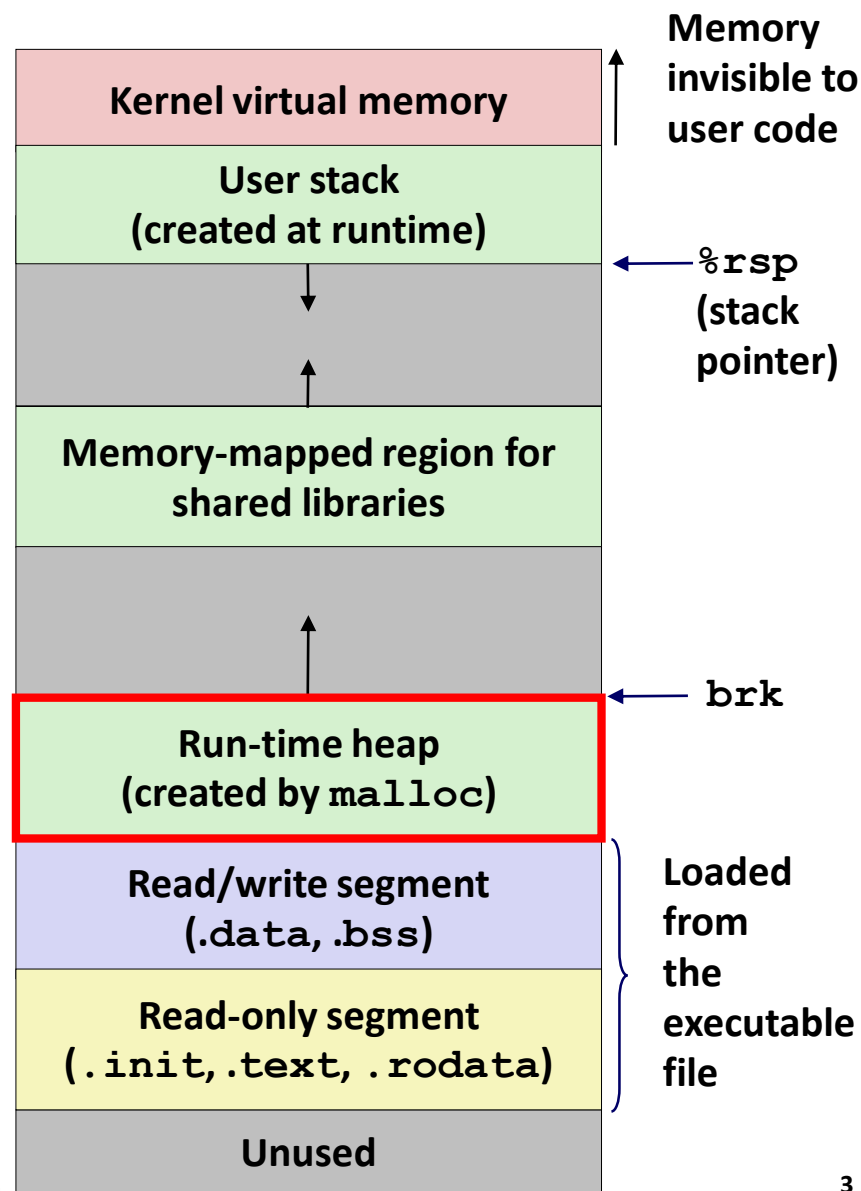 Memory
invisible to
user code
Kernel virtual memory
User stack
(created at runtime)
%rsp
(stack
pointer)
Memory-mapped region for
shared libraries
brk
Run-time heap
(created by malloc)
Read/write segment
(.data, .bss)
Read-only segment
(.init, .text, .rodata)
Loaded
from
the
executable
file
Unused
3